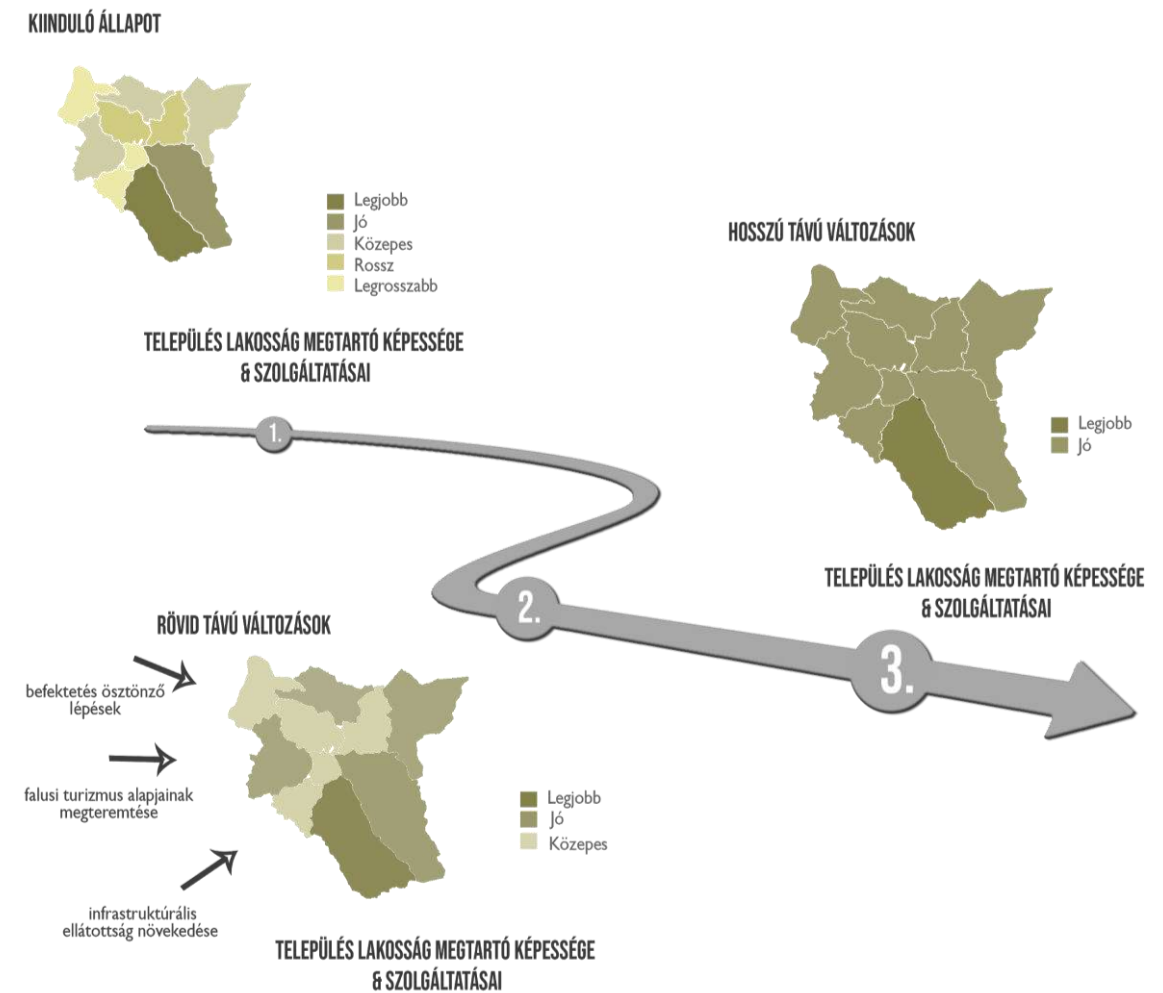 KIINDULÓ ÁLLAPOT
Legjobb
Jó
Közepes
Rossz
Legrosszabb
TELEPÜLÉS LAKOSSÁG MEGTARTÓ KÉPESSÉGE
& SZOLGÁLTATÁSAI
HOSSZÚ TÁVÚ VÁLTOZÁSOK
Legjobb
Jó
TELEPÜLÉS LAKOSSÁG MEGTARTÓ KÉPESSÉGE
& SZOLGÁLTATÁSAI
1.
2.
3.
RÖVID TÁVÚ VÁLTOZÁSOK
befektetés ösztönző
lépések
falusi turizmus alapjainak
megteremtése
infrastruktúrális
ellátottság növekedése
Legjobb
Jó
Közepes
TELEPÜLÉS LAKOSSÁG MEGTARTÓ KÉPESSÉGE
& SZOLGÁLTATÁSAI